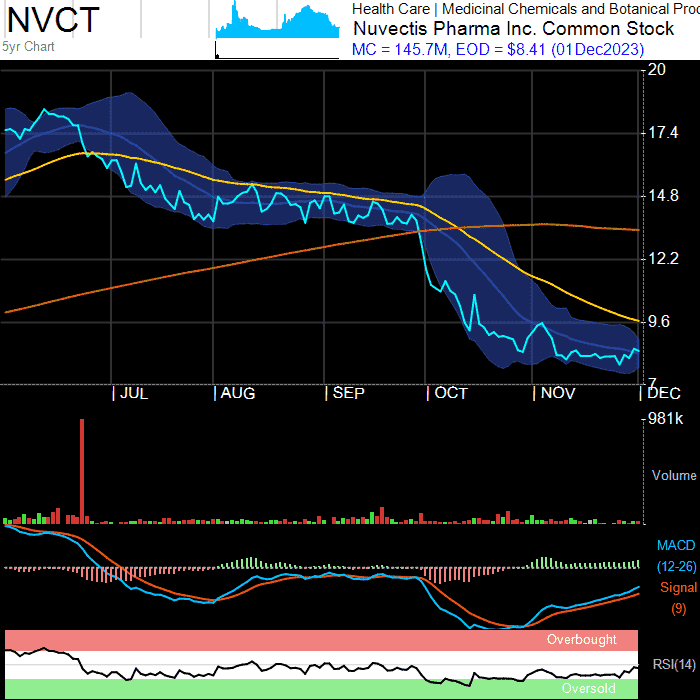 NVCT
5yr Chart
Health Care | Medicinal Chemicals and Botanical Proc
Nuvectis Pharma Inc. Common Stock
MC = 145.7M, EOD = $8.41 (01Dec2023)
20
17.4
14.8
12.2
9.6
7
JUL
AUG
SEP
OCT
NOV
DEC
981k
Volume
MACD
(12-26)
Signal
(9)
Overbought
RSI(14)
Oversold